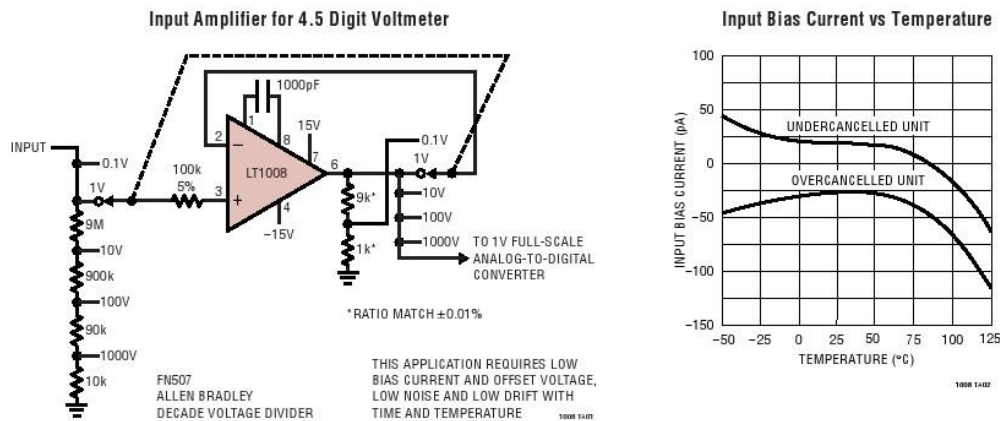 Input Amplifier for 4.5 Digit Voltmeter
1000pF
1
8
2
15V
INPUT
0.1V
0.1V
7
6
1V
LT1008
1V
100k
5%
3
4
9k*
10V
9M
-15V
100V
10V
1k*
1000V
TO 1V FULL-SCALE
ANALOG-TO-DIGITAL
CONVERTER
900k
100V
*RATIO MATCH ±0.01%
90k
1000V
10k
FN507
ALLEN BRADLEY
DECADE VOLTAGE DIVIDER
THIS APPLICATION REQUIRES LOW
BIAS CURRENT AND OFFSET VOLTAGE,
LOW NOISE AND LOW DRIFT WITH
TIME AND TEMPERATURE
1008 TA01
Input Bias Current vs Temperature
INPUT BIAS CURRENT (pA)
100
50
0
-50
-100
-150
UNDERCANCELLED UNIT
OVERCANCELLED UNIT
-50 -25 0 25 50 75 100 125
TEMPERATURE (°C)
1008 TA02